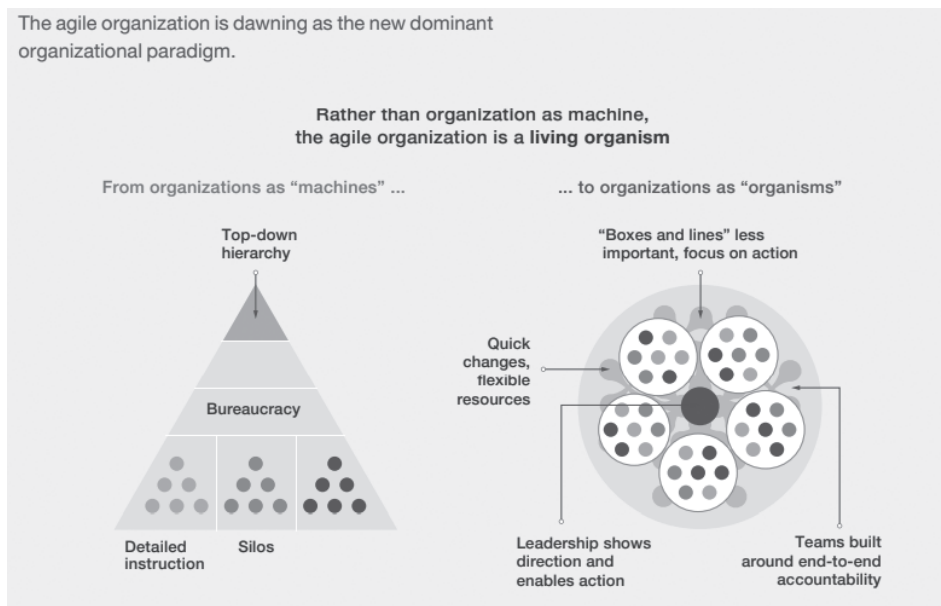 The agile organization is dawning as the new dominant
organizational paradigm.
Rather than organization as machine,
the agile organization is a living organism
From organizations as “machines” ...
... to organizations as “organisms”
Top-down
hierarchy
Bureaucracy
Detailed
instruction
Silos
“Boxes and lines” less
important, focus on action
Quick
changes,
flexible
resources
Leadership shows
direction and
enables action
Teams built
around end-to-end
accountability